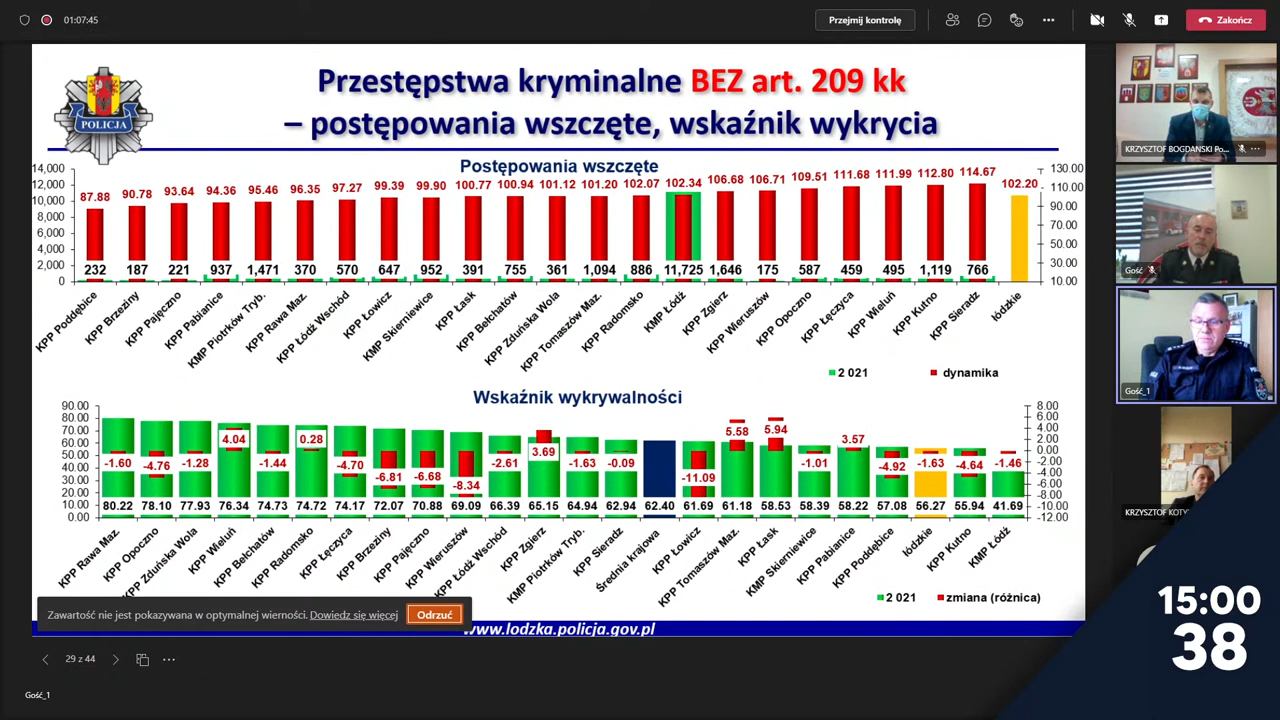 01:07:45
Przejmij kontrolę
Zakończ
POLICJA
Przestępstwa kryminalne BEZ art. 209 kk
– postępowania wszczęte, wskaźnik wykrycia
Postępowania wszczęte
14,000
12,000
10,000
8,000
6,000
4,000
2,000
0
130.00
110.00
90.00
70.00
50.00
30.00
10.00
87.88 90.78 93.64 94.36 95.46 96.35 97.27 99.39 99.90 100.77 100.94 101.12 101.20 102.07 102.34 106.68 106.71 109.51 111.68 111.99 112.80 114.67 102.20
232 187 221 937 1,471 370 570 647 952 391 755 361 1,094 886 11,725 1,646 175 587 459 495 1,119 766
KPP Poddębice
KPP Brzeziny
KPP Pajęczno
KPP Pabianice
KMP Piotrków Tryb.
KPP Rawa Maz.
KPP Łódź Wschód
KPP Łowicz
KMP Skierniewice
KPP Łask
KPP Bełchatów
KPP Zduńska Wola
KPP Tomaszów Maz.
KPP Radomsko
KMP Łódź
KPP Zgierz
KPP Wieruszów
KPP Opoczno
KPP Łęczyca
KPP Wieluń
KPP Kutno
KPP Sieradz
łódzkie
2 021
dynamika
Wskaźnik wykrywalności
90.00
80.00
70.00
60.00
50.00
40.00
30.00
20.00
10.00
0.00
8.00
6.00
4.00
2.00
0.00
-2.00
-4.00
-6.00
-8.00
-10.00
-12.00
-1.60 -4.76 -1.28 4.04 -1.44 0.28 -4.70 -6.81 -6.68 -8.34 -2.61 3.69 -1.63 -0.09 -11.09 5.58 5.94 -1.01 3.57 -4.92 -1.63 -4.64 -1.46
80.22 78.10 77.93 76.34 74.73 74.72 74.17 72.07 70.88 69.09 66.39 65.15 64.94 62.94 62.40 61.69 61.18 58.53 58.39 58.22 57.08 56.27 55.94 41.69
KPP Rawa Maz.
KPP Opoczno
KPP Zduńska Wola
KPP Wieluń
KPP Bełchatów
KPP Radomsko
KPP Łęczyca
KPP Brzeziny
KPP Pajęczno
KPP Wieruszów
KPP Łódź Wschód
KPP Zgierz
KMP Piotrków Tryb.
KPP Sieradz
Średnia krajowa
KPP Łowicz
KPP Tomaszów Maz.
KPP Łask
KMP Skierniewice
KPP Pabianice
KPP Poddębice
łódzkie
KPP Kutno
KMP Łódź
2 021
zmiana (różnica)
Zawartość nie jest pokazywana w optymalnej wierności. Dowiedz się więcej
Odrzuć
www.lodzka.policja.gov.pl
29 z 44
Gość_1
KRZYSZTOF BOGDAŃSKI Po...
Gość
Gość_1
KRZYSZTOF KOTY
15:00
38